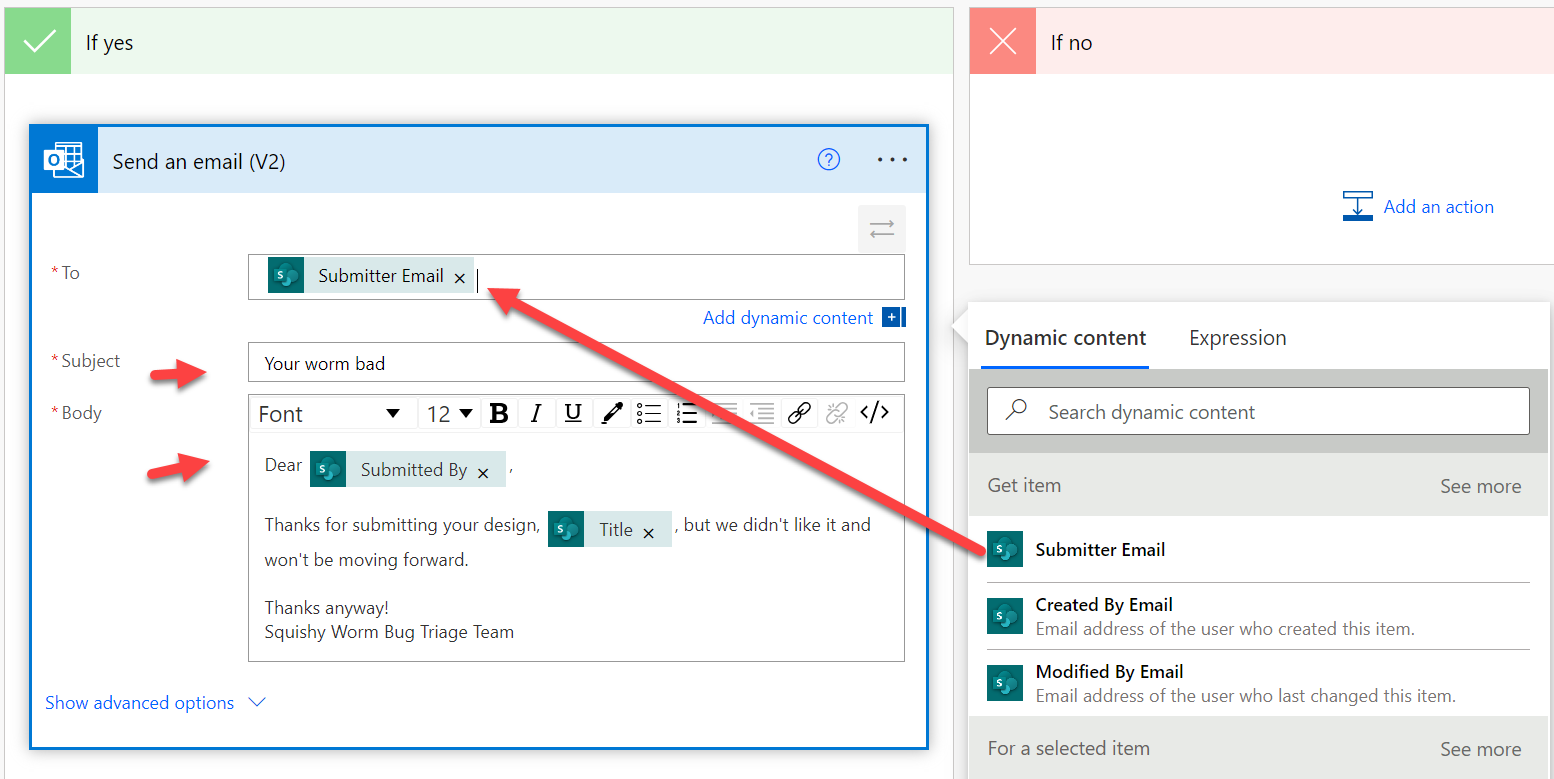 If yes
If no
Send an email (V2)
?
Add an action
* To
Submitter Email ×
Add dynamic content +
Dynamic content
Expression
* Subject
Your worm bad
* Body
Font 12 B I U </>
Search dynamic content
Dear Submitted By × ,
Get item See more
Thanks for submitting your design, Title × , but we didn't like it and
won't be moving forward.
Submitter Email
Thanks anyway!
Squishy Worm Bug Triage Team
Created By Email
Email address of the user who created this item.
Modified By Email
Email address of the user who last changed this item.
Show advanced options
For a selected item See more